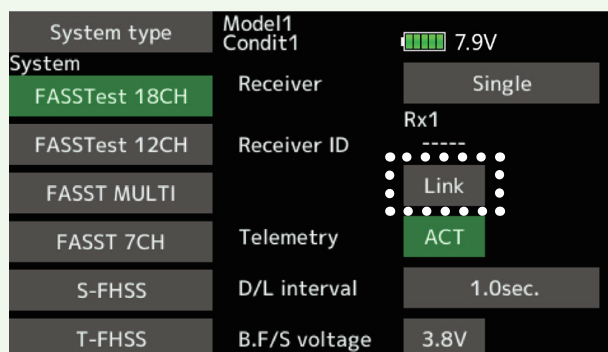 System type
Model1
Condit1
7.9V
System
FASSTest 18CH
FASSTest 12CH
FASST MULTI
FASST 7CH
S-FHSS
T-FHSS
Receiver
Single
Rx1
Receiver ID
-----
Link
Telemetry
ACT
D/L interval
1.0sec.
B.F/S voltage
3.8V